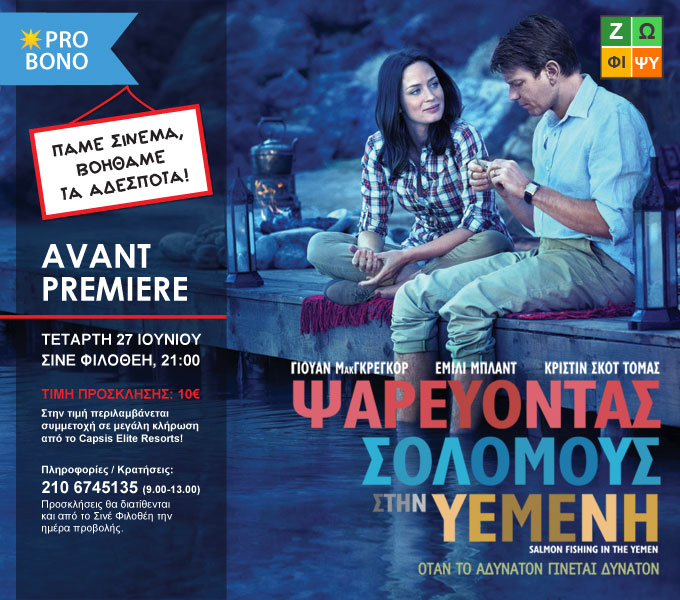 PRO
BONO
ΠΑΜΕ ΣΙΝΕΜΑ,
ΒΟΗΘΑΜΕ
ΤΑ ΑΔΕΣΠΟΤΑ!
AVANT
PREMIERE
ΤΕΤΑΡΤΗ 27 ΙΟΥΝΙΟΥ
ΣΙΝΕ ΦΙΛΟΘΕΗ, 21:00
ΤΙΜΗ ΠΡΟΣΚΛΗΣΗΣ: 10€
Στην τιμή περιλαμβάνεται
συμμετοχή σε μεγάλη κλήρωση
από το Capsis Elite Resorts!
Πληροφορίες / Κρατήσεις:
210 6745135 (9.00-13.00)
Προσκλήσεις θα διατίθενται
και από το Σινέ Φιλοθέη την
ημέρα προβολής.
Ζ Ω
ΦΙ ΨΥ
ΓΙΟΥΑΝ ΜακΓΚΡΕΓΚΟΡ ΕΜΙΛΙ ΜΠΛΑΝΤ ΚΡΙΣΤΙΝ ΣΚΟΤ ΤΟΜΑΣ
ΨΑΡΕΥΟΝΤΑΣ
ΣΟΛΟΜΟΥΣ
ΣΤΗΝ ΥΕΜΕΝΗ
SALMON FISHING IN THE YEMEN
ΟΤΑΝ ΤΟ ΑΔΥΝΑΤΟΝ ΓΙΝΕΤΑΙ ΔΥΝΑΤΟΝ